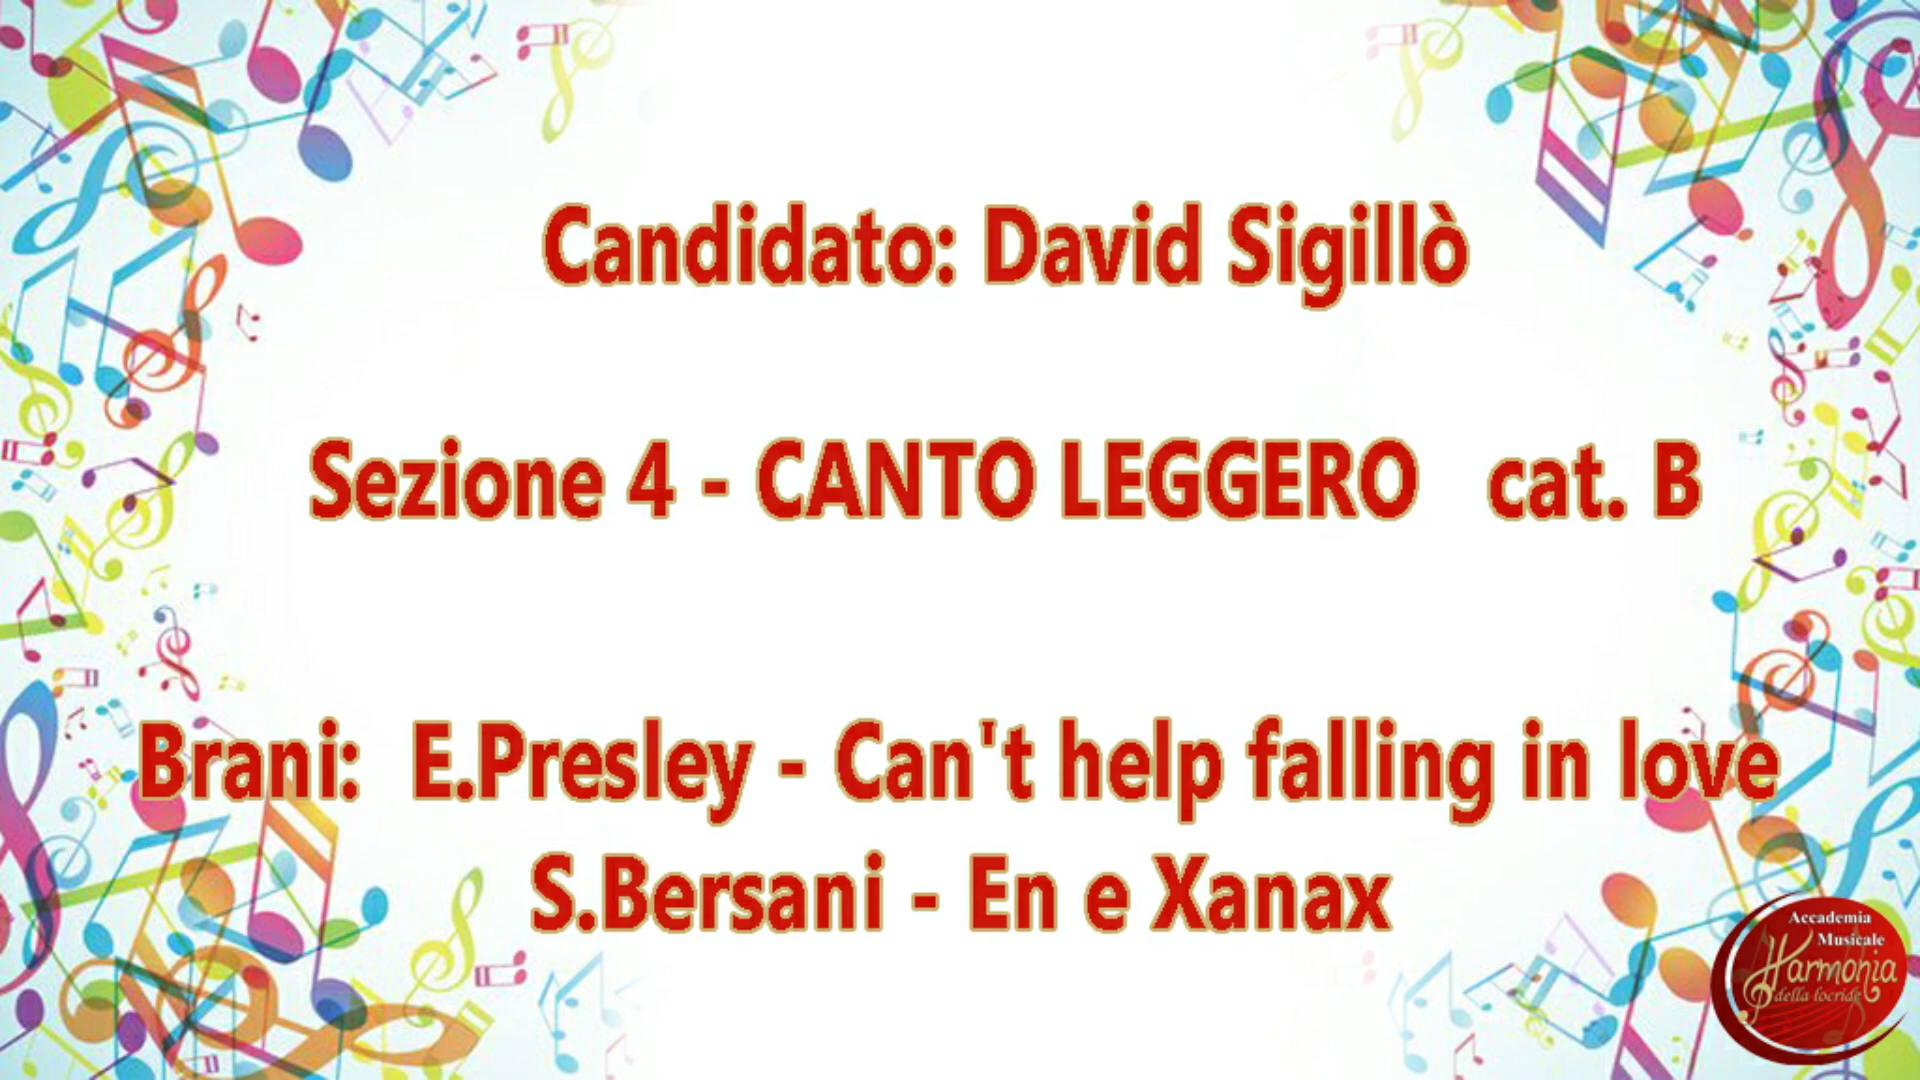 Candidato: David Sigillò
Sezione 4 - CANTO LEGGERO cat. B
Brani: E.Presley - Can't help falling in love
S.Bersani - En e Xanax
Accademia
Musicale
Harmonia
della locride